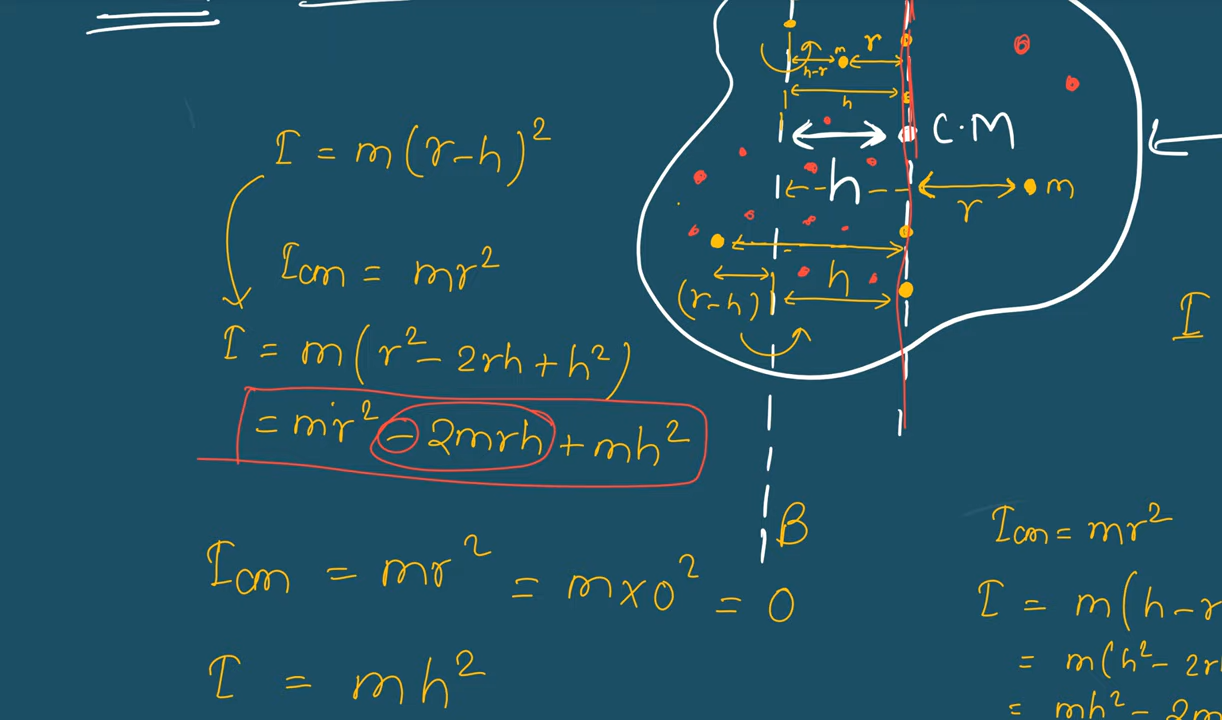 I = m(r-h)²
Icm = mr²
I = m(r² - 2rh + h²)
= mr² - 2mrh + mh²
Icm = mr² = m×0² = 0
I = mh²
m r
h-r
h
C.M
h
r m
(r-h) h
B
I
Icm = mr²
I = m(h-r
= m(h² - 2rh
= mh² - 2m